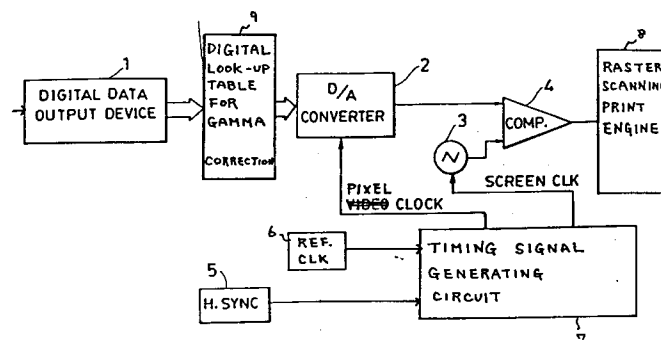 1
DIGITAL DATA
OUTPUT DEVICE
9
DIGITAL
LOOK-UP
TABLE
FOR
GAMMA
CORRECTION
2
D/A
CONVERTER
3
4
COMP.
8
RASTER
SCANNING
PRINT
ENGINE
PIXEL
VIDEO CLOCK
SCREEN CLK
6
REF.
CLK
5
H. SYNC
TIMING SIGNAL
GENERATING
CIRCUIT
7